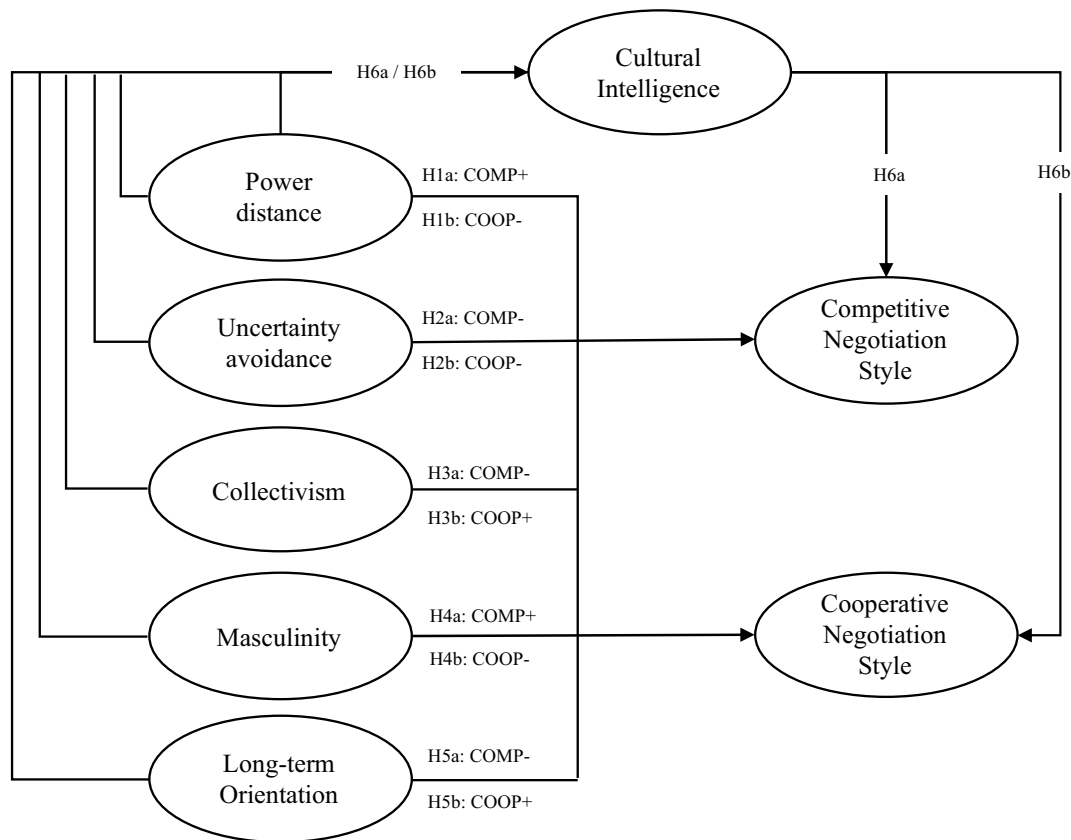 Cultural
Intelligence
H6a / H6b
Power
distance
H1a: COMP+
H1b: COOP-
H6a
H6b
Uncertainty
avoidance
H2a: COMP-
H2b: COOP-
Competitive
Negotiation
Style
Collectivism
H3a: COMP-
H3b: COOP+
Masculinity
H4a: COMP+
H4b: COOP-
Cooperative
Negotiation
Style
Long-term
Orientation
H5a: COMP-
H5b: COOP+